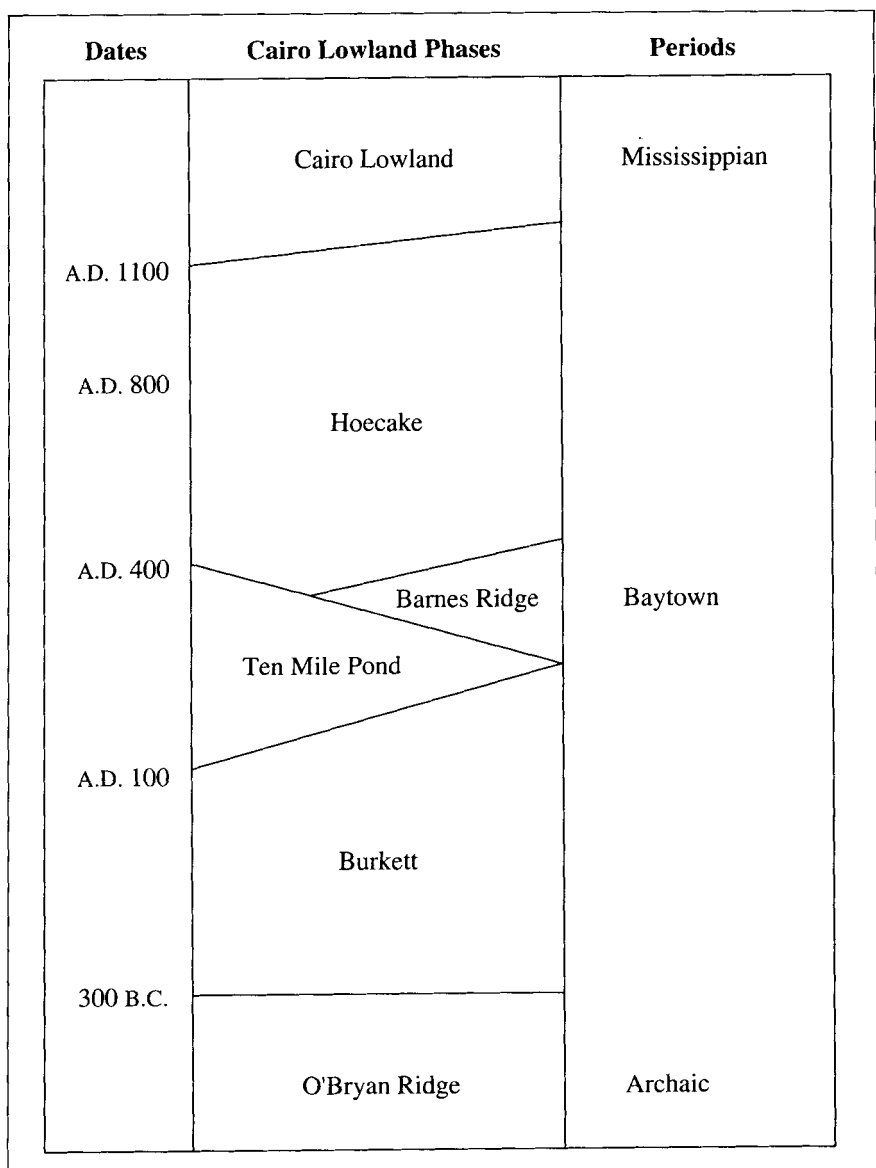 Dates Cairo Lowland Phases Periods
Cairo Lowland Mississippian
A.D. 1100
A.D. 800
Hoecake
A.D. 400
Barnes Ridge Baytown
Ten Mile Pond
A.D. 100
Burkett
300 B.C.
O'Bryan Ridge Archaic